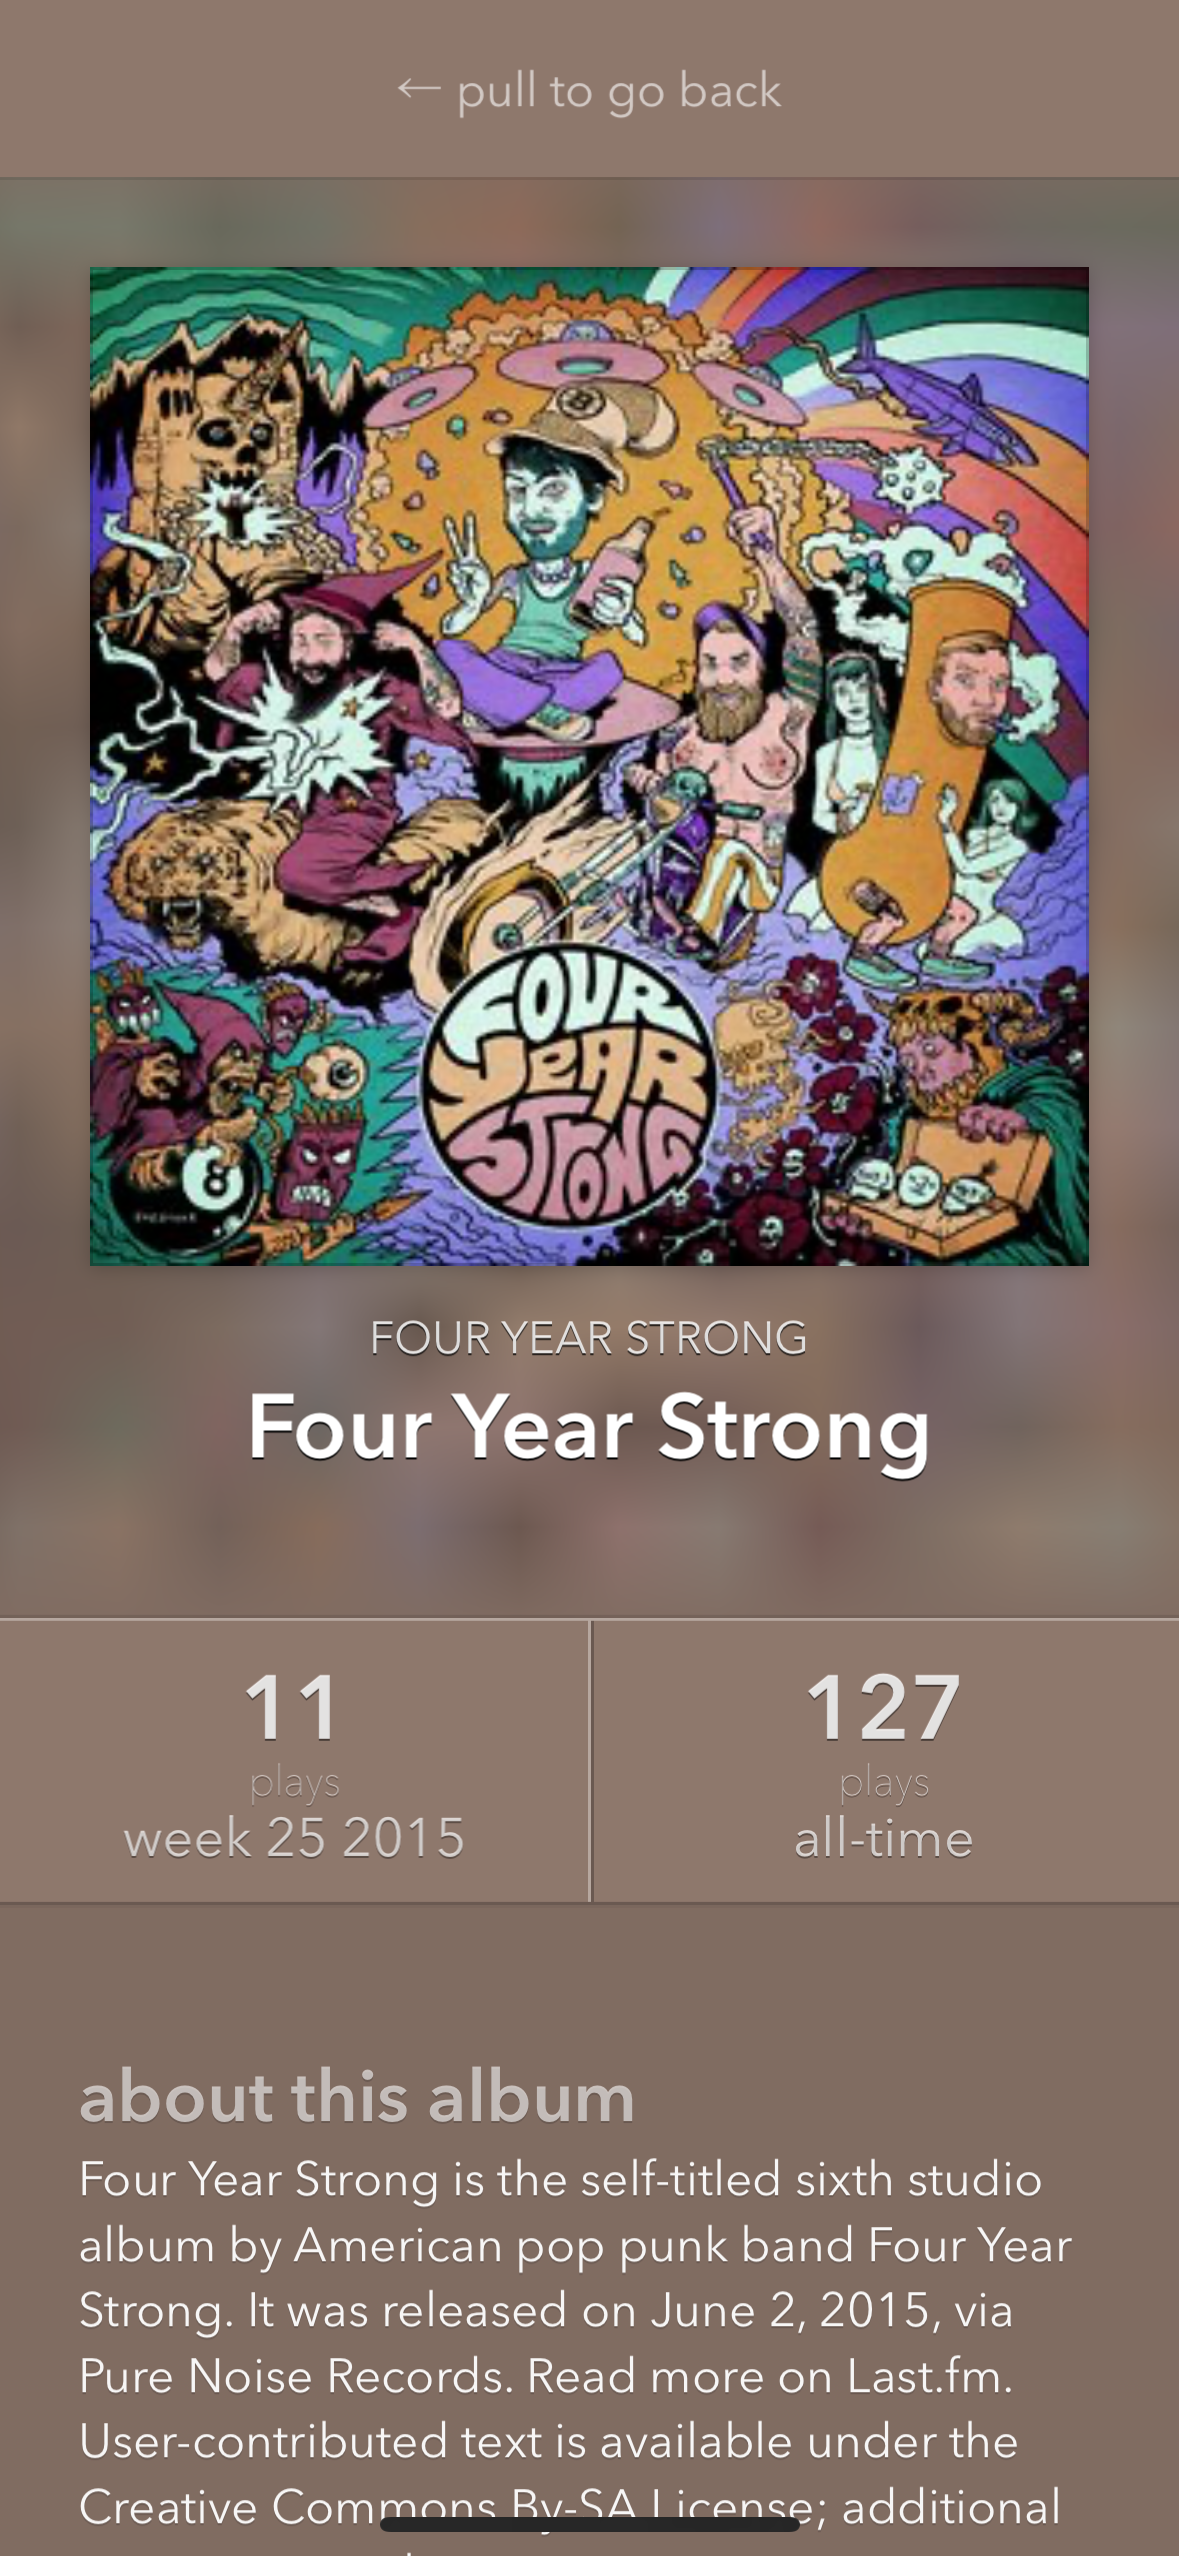 ← pull to go back
FOUR
YEAR
STRONG
8
FOUR YEAR STRONG
Four Year Strong
11
127
plays
plays
week 25 2015
all-time
about this album
Four Year Strong is the self-titled sixth studio
album by American pop punk band Four Year
Strong. It was released on June 2, 2015, via
Pure Noise Records. Read more on Last.fm.
User-contributed text is available under the
Creative Commons By-SA License; additional